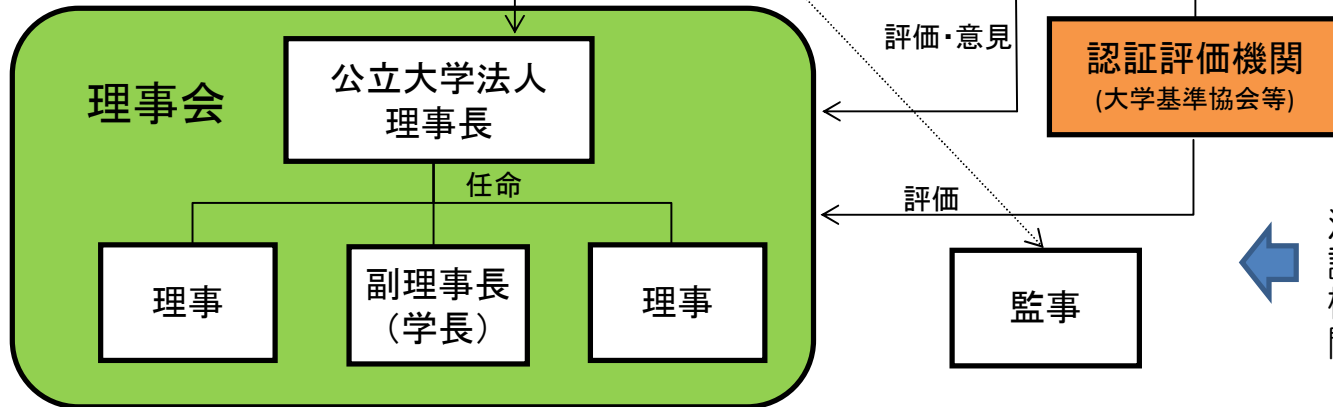 評価・意見
認証評価機関
(大学基準協会等)
理事会
公立大学法人
理事長
任命
評価
理事
副理事長
（学長）
理事
監事